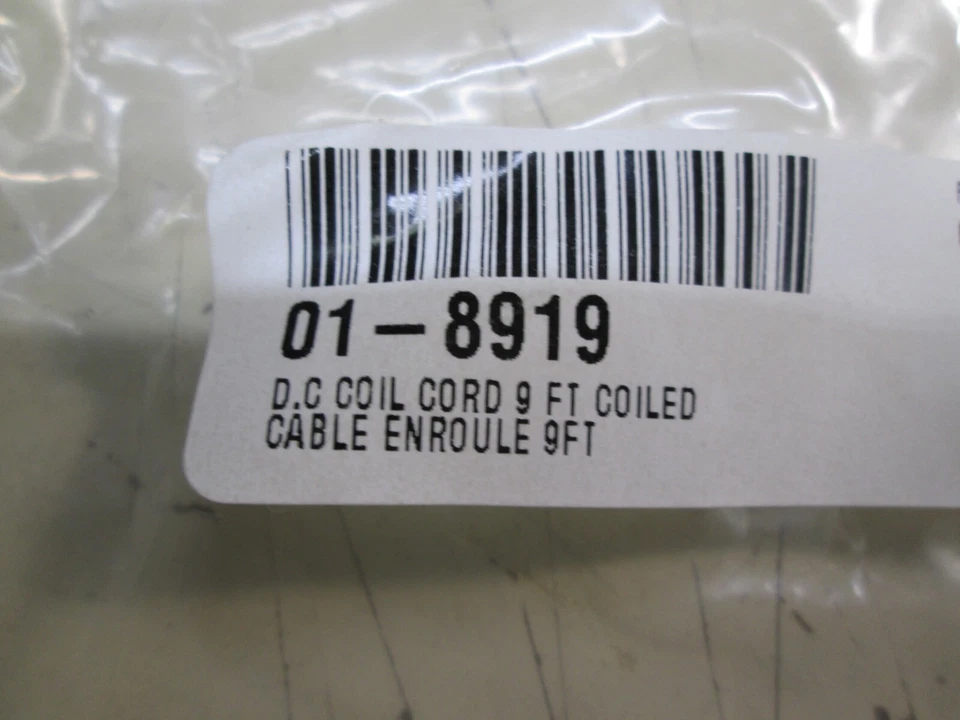 01-8919
D.C COIL CORD 9 FT COILED
CABLE ENROULE 9FT